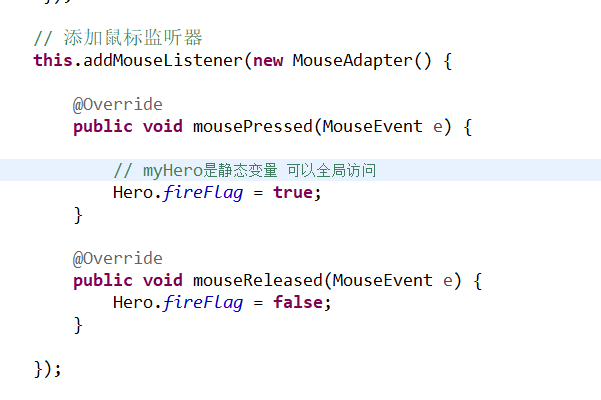 });
// 添加鼠标监听器
this.addMouseListener(new MouseAdapter() {
@Override
public void mousePressed(MouseEvent e) {
// myHero是静态变量 可以全局访问
Hero.fireFlag = true;
}
@Override
public void mouseReleased(MouseEvent e) {
Hero.fireFlag = false;
}
});